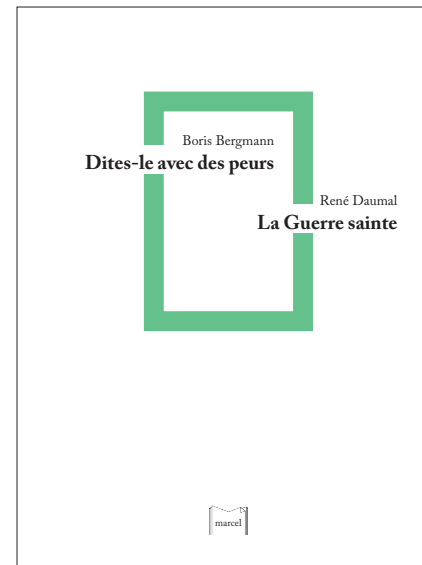 Boris Bergmann
Dites-le avec des peurs
René Daumal
La Guerre sainte
marcel